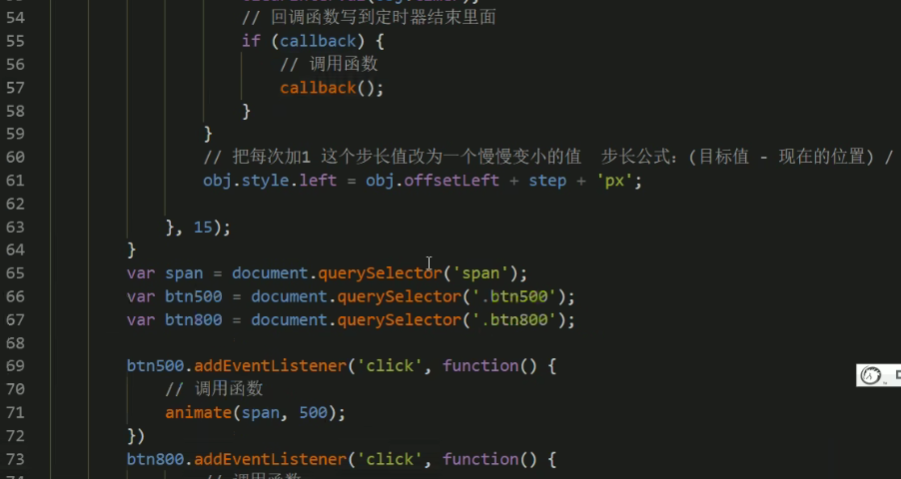 54 // 回调函数写到定时器结束里面
55 if (callback) {
56 // 调用函数
57 callback();
58 }
59 }
60 // 把每次加1 这个步长值改为一个慢慢变小的值  步长公式：(目标值 - 现在的位置) /
61 obj.style.left = obj.offsetLeft + step + 'px';
62
63 }, 15);
64 }
65 var span = document.querySelector('span');
66 var btn500 = document.querySelector('.btn500');
67 var btn800 = document.querySelector('.btn800');
68
69 btn500.addEventListener('click', function() {
70 // 调用函数
71 animate(span, 500);
72 })
73 btn800.addEventListener('click', function() {